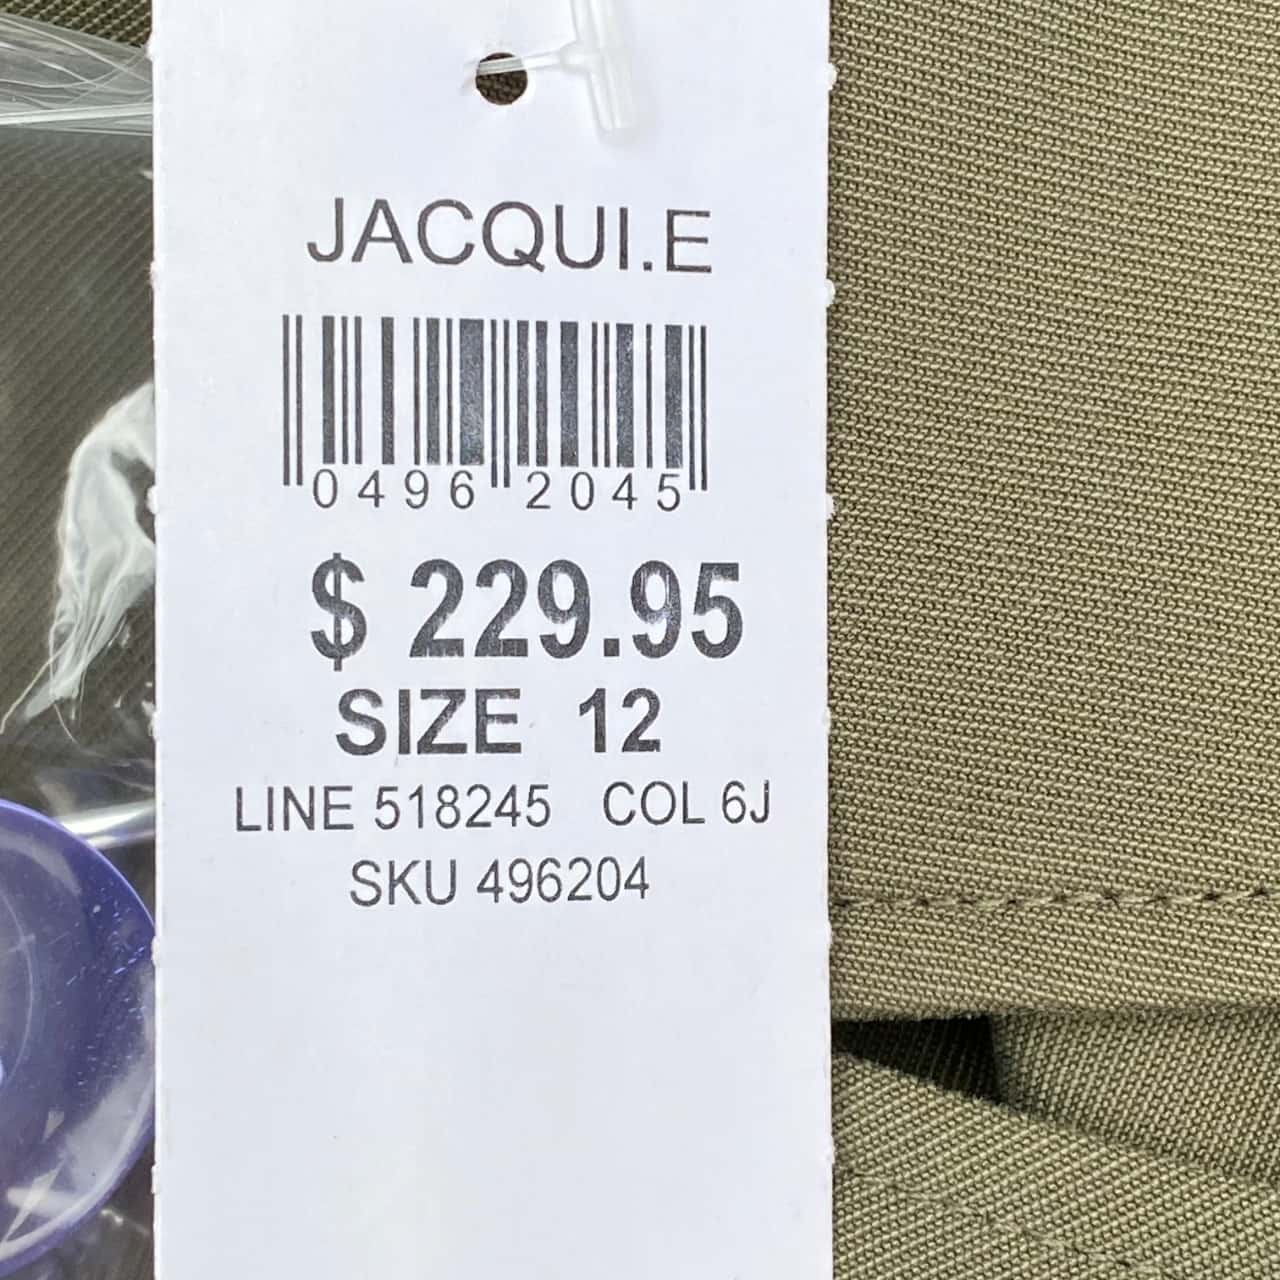 JACQUI.E
0496 2045
$ 229.95
SIZE 12
LINE 518245 COL 6J
SKU 496204